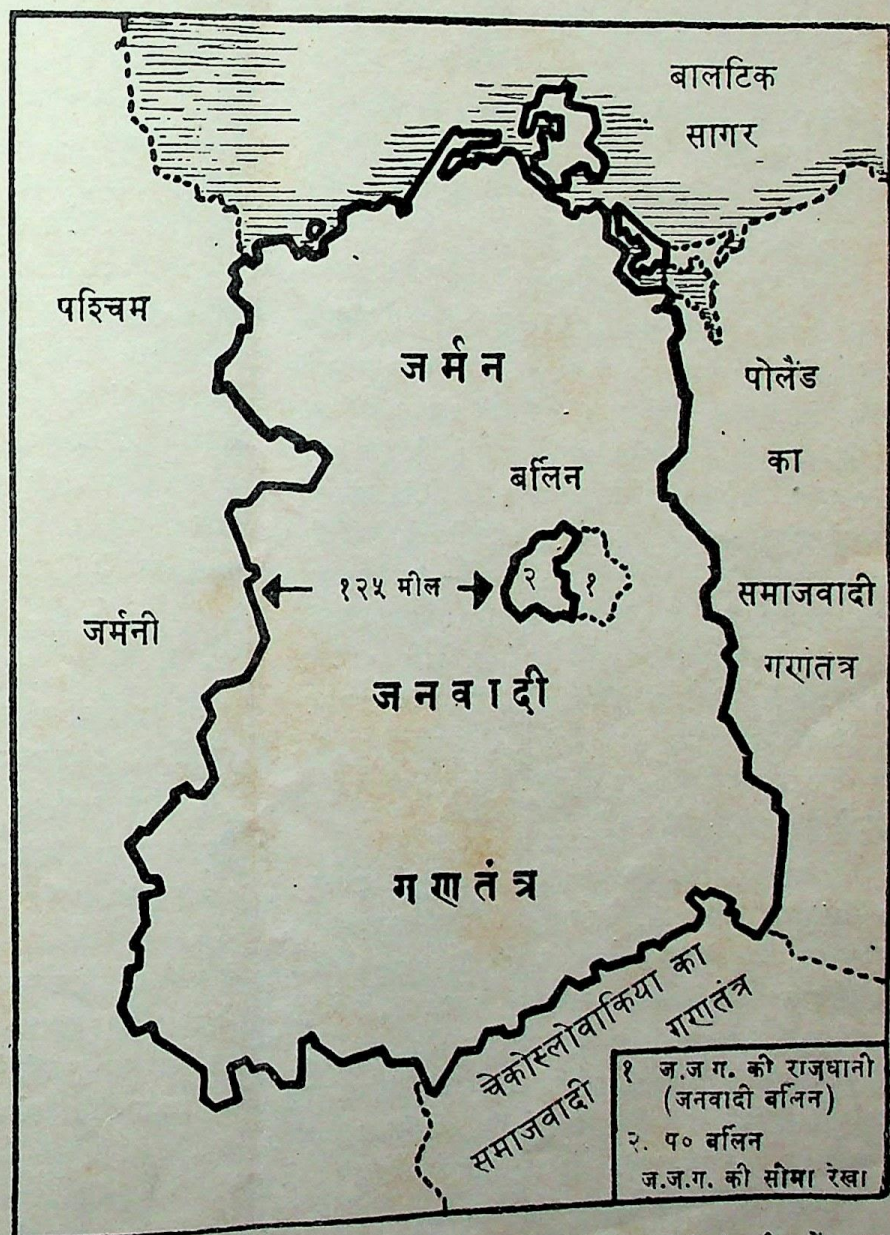 बालटिक
सागर
पश्चिम
जर्मनी
जर्मन
जनवादी
गणतंत्र
बर्लिन
२
१
१२५ मील
पोलैंड
का
समाजवादी
गणतंत्र
चेकोस्लोवाकिया का
समाजवादी गणतंत्र
१ ज.ज.ग. की राजधानी
(जनवादी बर्लिन)
२. प० बर्लिन
ज.ज.ग. की सीमा रेखा